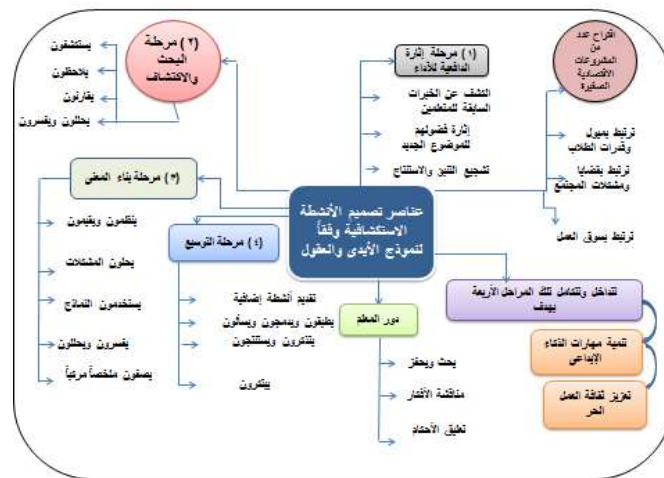 اقتراح عدد
من
المشروعات
الاقتصادية
الصغيرة
ترتبط بميول
وقدرات الطلاب
ترتبط بقضايا
ومشكلات المجتمع
ترتبط بسوق العمل
(١) مرحلة إثارة
الدافعية للأداء
الكشف عن الخبرات
السابقة للمتعلمين
إثارة فضولهم
للموضوع الجديد
تشجيع التنبؤ والاستنتاج
(٢) مرحلة
البحث
والاكتشاف
يستكشفون
يلاحظون
يقارنون
يحللون ويفسرون
عناصر تصميم الأنشطة
الاستكشافية وفقاً
لنموذج الأيدى والعقول
(٣) مرحلة بناء المعنى
ينظمون ويقيمون
يحلون المشكلات
يستخدمون النماذج
يفسرون ويحللون
يصفون ملخصاً مركباً
(٤) مرحلة التوسيع
تقديم أنشطة إضافية
يطبقون ويدمجون ويسألون
يتذكرون ويستنتجون
يبتكرون
دور المعلم
يحث ويحفز
مناقشة الأفكار
تعليق الأحكام
تتداخل وتتكامل تلك المراحل الأربعة
بهدف
تنمية مهارات الذكاء
الإبداعى
تعزيز ثقافة العمل
الحر